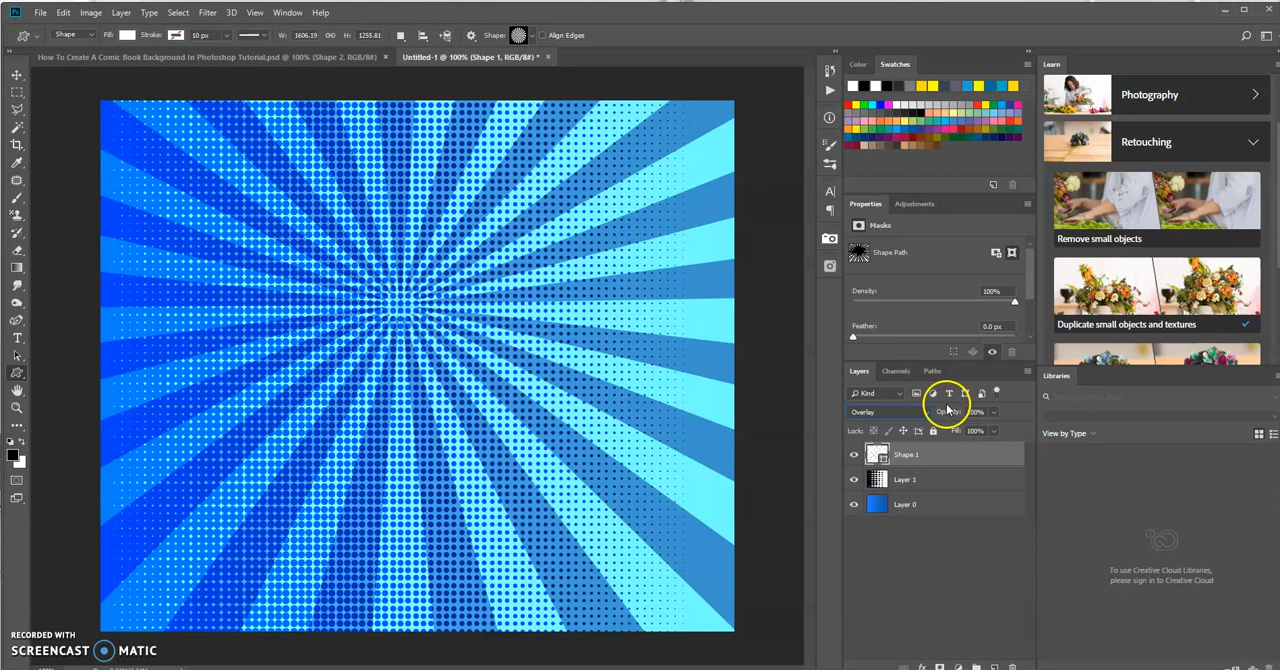 Ps File Edit Image Layer Type Select Filter 3D View Window Help
Shape Fill: Stroke: 10 px W: 1606.19 H: 1255.81 Shape: Align Edges
How To Create A Comic Book Background In Photoshop Tutorial.psd @ 100% (Shape 2, RGB/8#) × Untitled-1 @ 100% (Shape 1, RGB/8#) * ×
Color Swatches
Properties Adjustments
Masks
Shape Path
Density: 100%
Feather: 0.0 px
Layers Channels Paths
Kind
Overlay 100%
Lock: Fill: 100%
Shape 1
Layer 1
Layer 0
Learn
Photography
Retouching
Remove small objects
Duplicate small objects and textures
Libraries
View by Type
To use Creative Cloud Libraries,
please sign in to Creative Cloud
RECORDED WITH
SCREENCAST MATIC